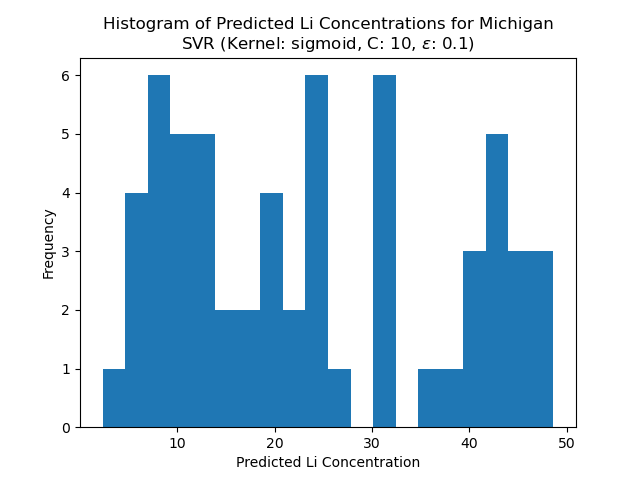 Histogram of Predicted Li Concentrations for Michigan
SVR (Kernel: sigmoid, C: 10, ε: 0.1)
6
5
4
3
2
1
0
Frequency
10 20 30 40 50
Predicted Li Concentration